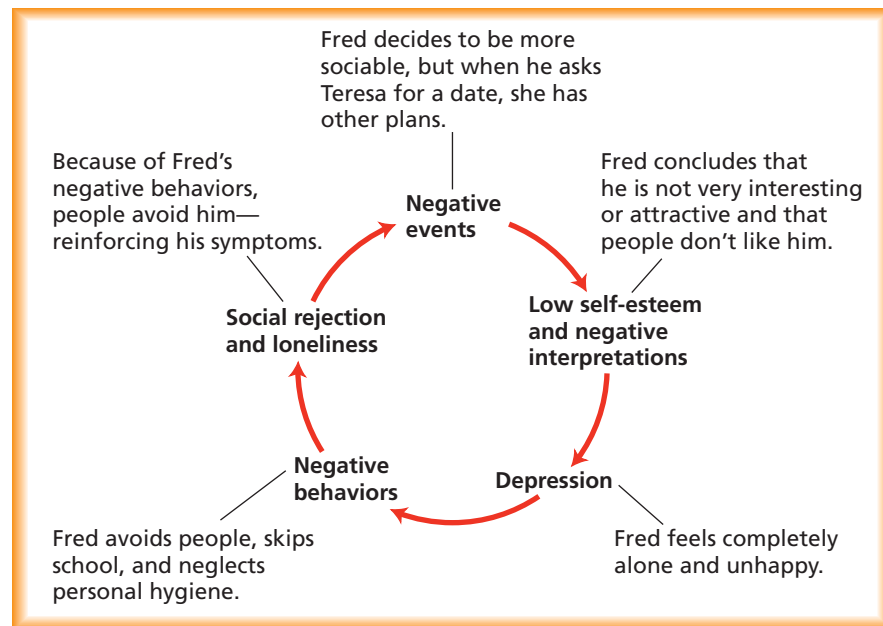 Fred decides to be more
sociable, but when he asks
Teresa for a date, she has
other plans.
Because of Fred's
negative behaviors,
people avoid him—
reinforcing his symptoms.
Fred concludes that
he is not very interesting
or attractive and that
people don't like him.
Negative
events
Social rejection
and loneliness
Low self-esteem
and negative
interpretations
Negative
behaviors
Depression
Fred avoids people, skips
school, and neglects
personal hygiene.
Fred feels completely
alone and unhappy.